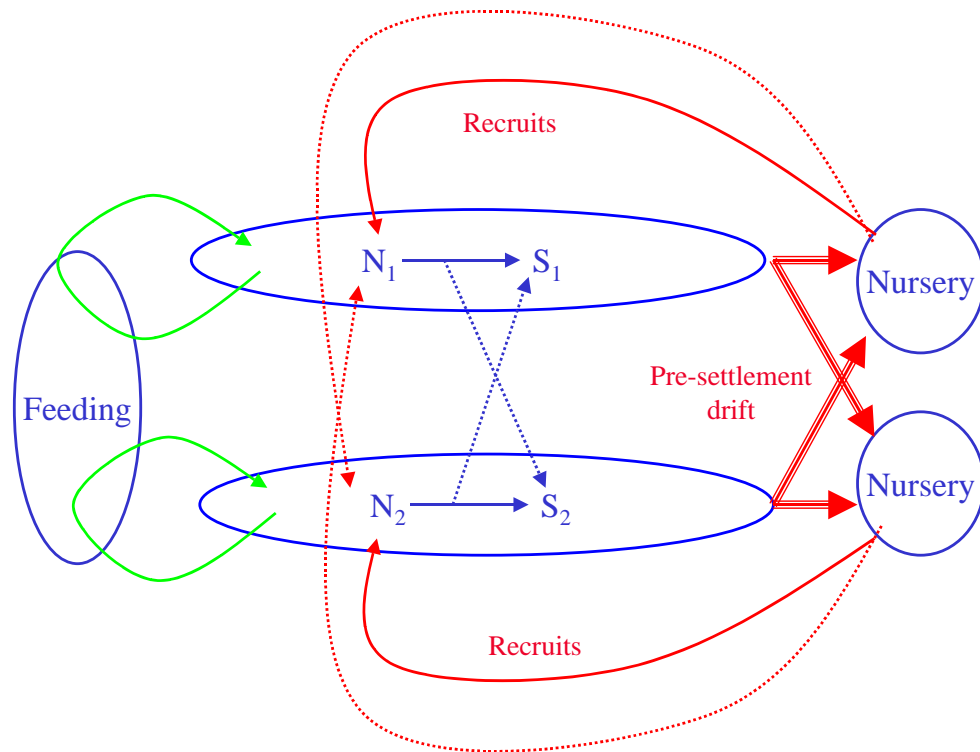 Recruits
N₁ S₁
Nursery
Pre-settlement
drift
Feeding
Nursery
N₂ S₂
Recruits